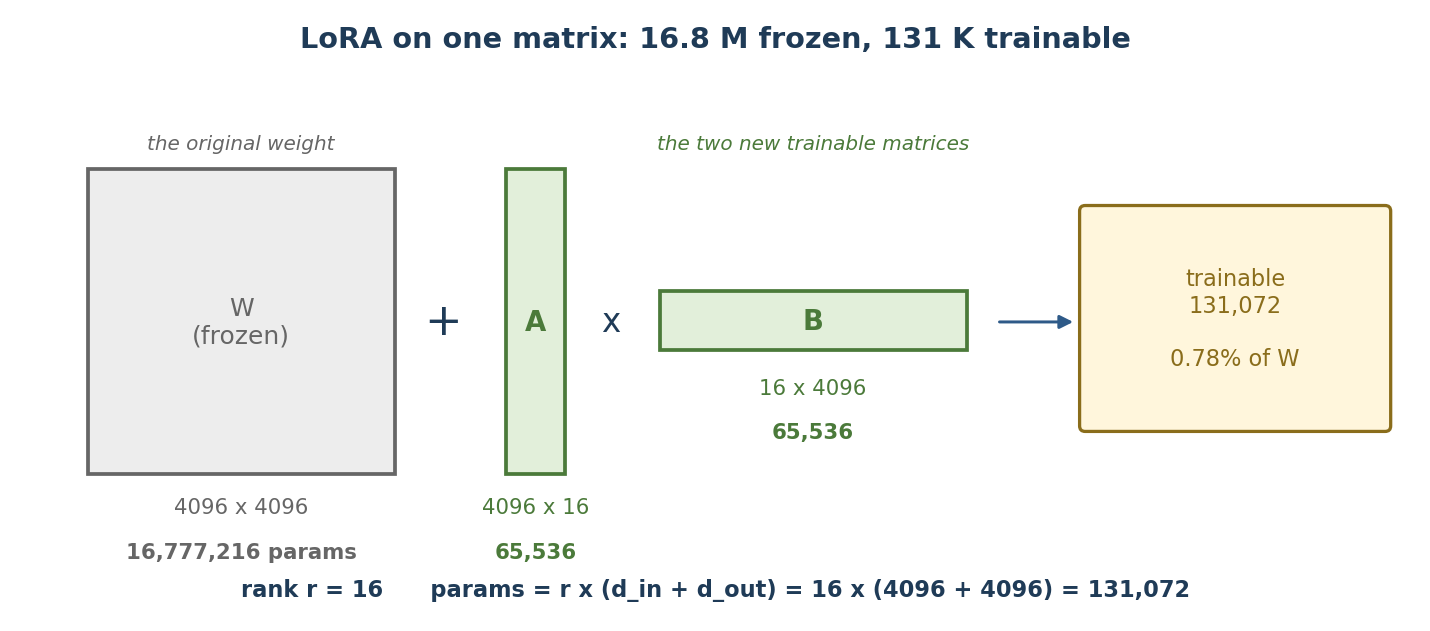 LoRA on one matrix: 16.8 M frozen, 131 K trainable
the original weight
the two new trainable matrices
W
(frozen)
+
A
x
B
trainable
131,072
0.78% of W
16 x 4096
65,536
4096 x 4096
4096 x 16
16,777,216 params
65,536
rank r = 16 params = r x (d_in + d_out) = 16 x (4096 + 4096) = 131,072